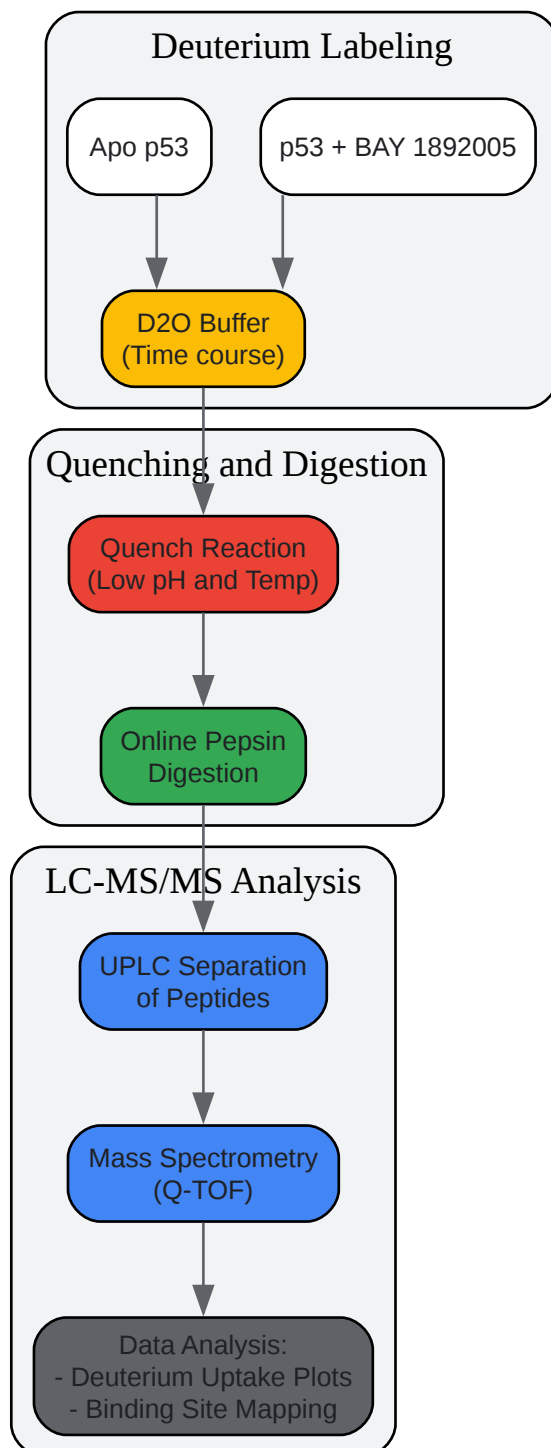 Deuterium Labeling
Apo p53
p53 + BAY 1892005
D2O Buffer
(Time course)
Quenching and Digestion
Quench Reaction
(Low pH and Temp)
Online Pepsin
Digestion
LC-MS/MS Analysis
UPLC Separation
of Peptides
Mass Spectrometry
(Q-TOF)
Data Analysis:
- Deuterium Uptake Plots
- Binding Site Mapping